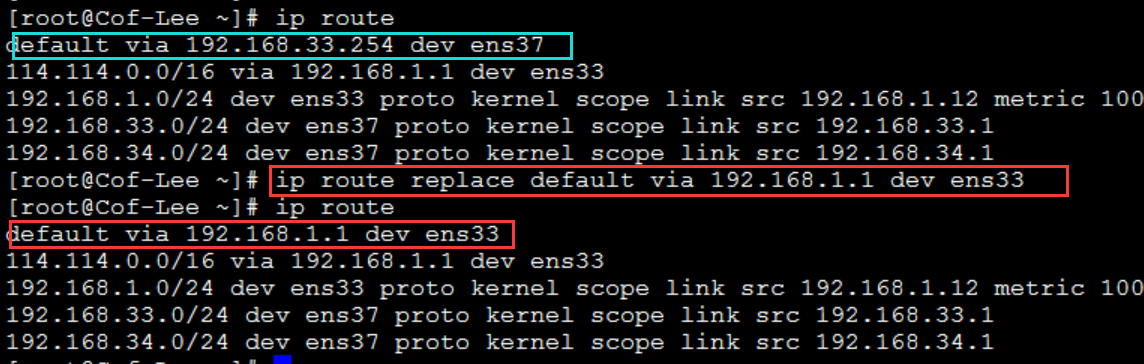 [root@Cof-Lee ~]# ip route
default via 192.168.33.254 dev ens37
114.114.0.0/16 via 192.168.1.1 dev ens33
192.168.1.0/24 dev ens33 proto kernel scope link src 192.168.1.12 metric 100
192.168.33.0/24 dev ens37 proto kernel scope link src 192.168.33.1
192.168.34.0/24 dev ens37 proto kernel scope link src 192.168.34.1
[root@Cof-Lee ~]# ip route replace default via 192.168.1.1 dev ens33
[root@Cof-Lee ~]# ip route
default via 192.168.1.1 dev ens33
114.114.0.0/16 via 192.168.1.1 dev ens33
192.168.1.0/24 dev ens33 proto kernel scope link src 192.168.1.12 metric 100
192.168.33.0/24 dev ens37 proto kernel scope link src 192.168.33.1
192.168.34.0/24 dev ens37 proto kernel scope link src 192.168.34.1
[root@Cof-Lee ~]#